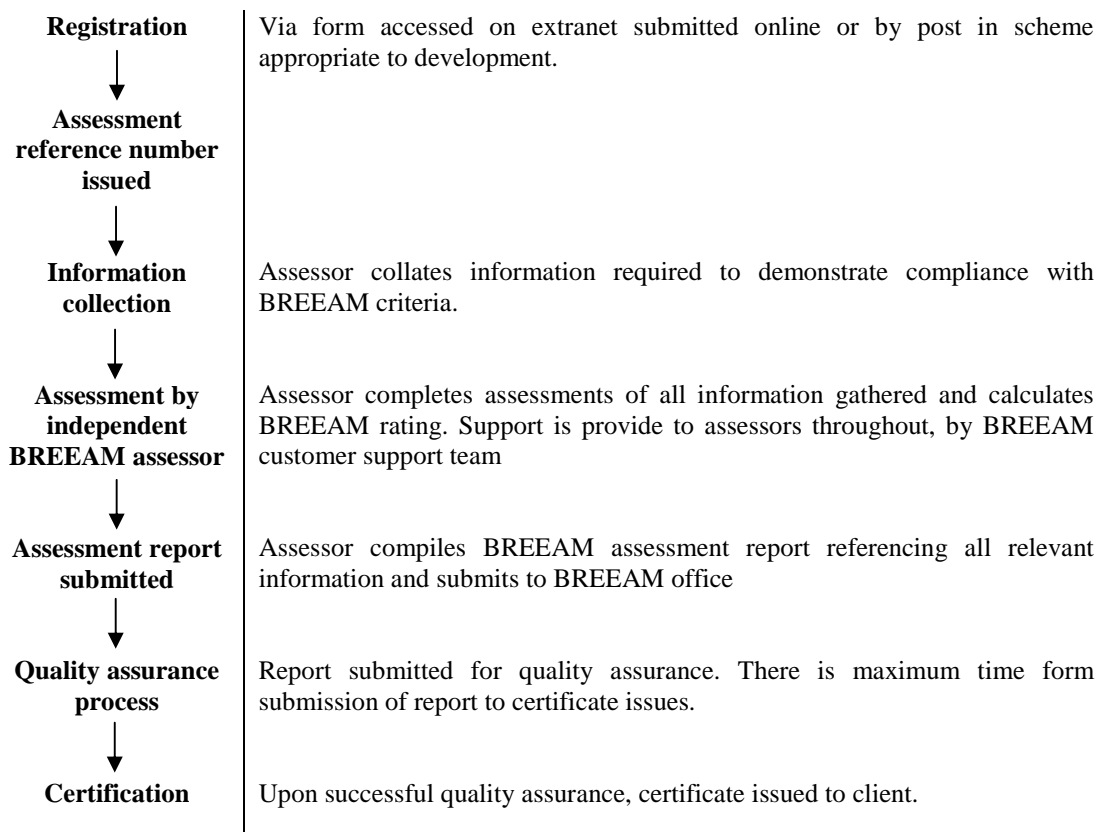 Registration
Via form accessed on extranet submitted online or by post in scheme
appropriate to development.
Assessment
reference number
issued
Information
collection
Assessor collates information required to demonstrate compliance with
BREEAM criteria.
Assessment by
independent
BREEAM assessor
Assessor completes assessments of all information gathered and calculates
BREEAM rating. Support is provide to assessors throughout, by BREEAM
customer support team
Assessment report
submitted
Assessor compiles BREEAM assessment report referencing all relevant
information and submits to BREEAM office
Quality assurance
process
Report submitted for quality assurance. There is maximum time form
submission of report to certificate issues.
Certification
Upon successful quality assurance, certificate issued to client.